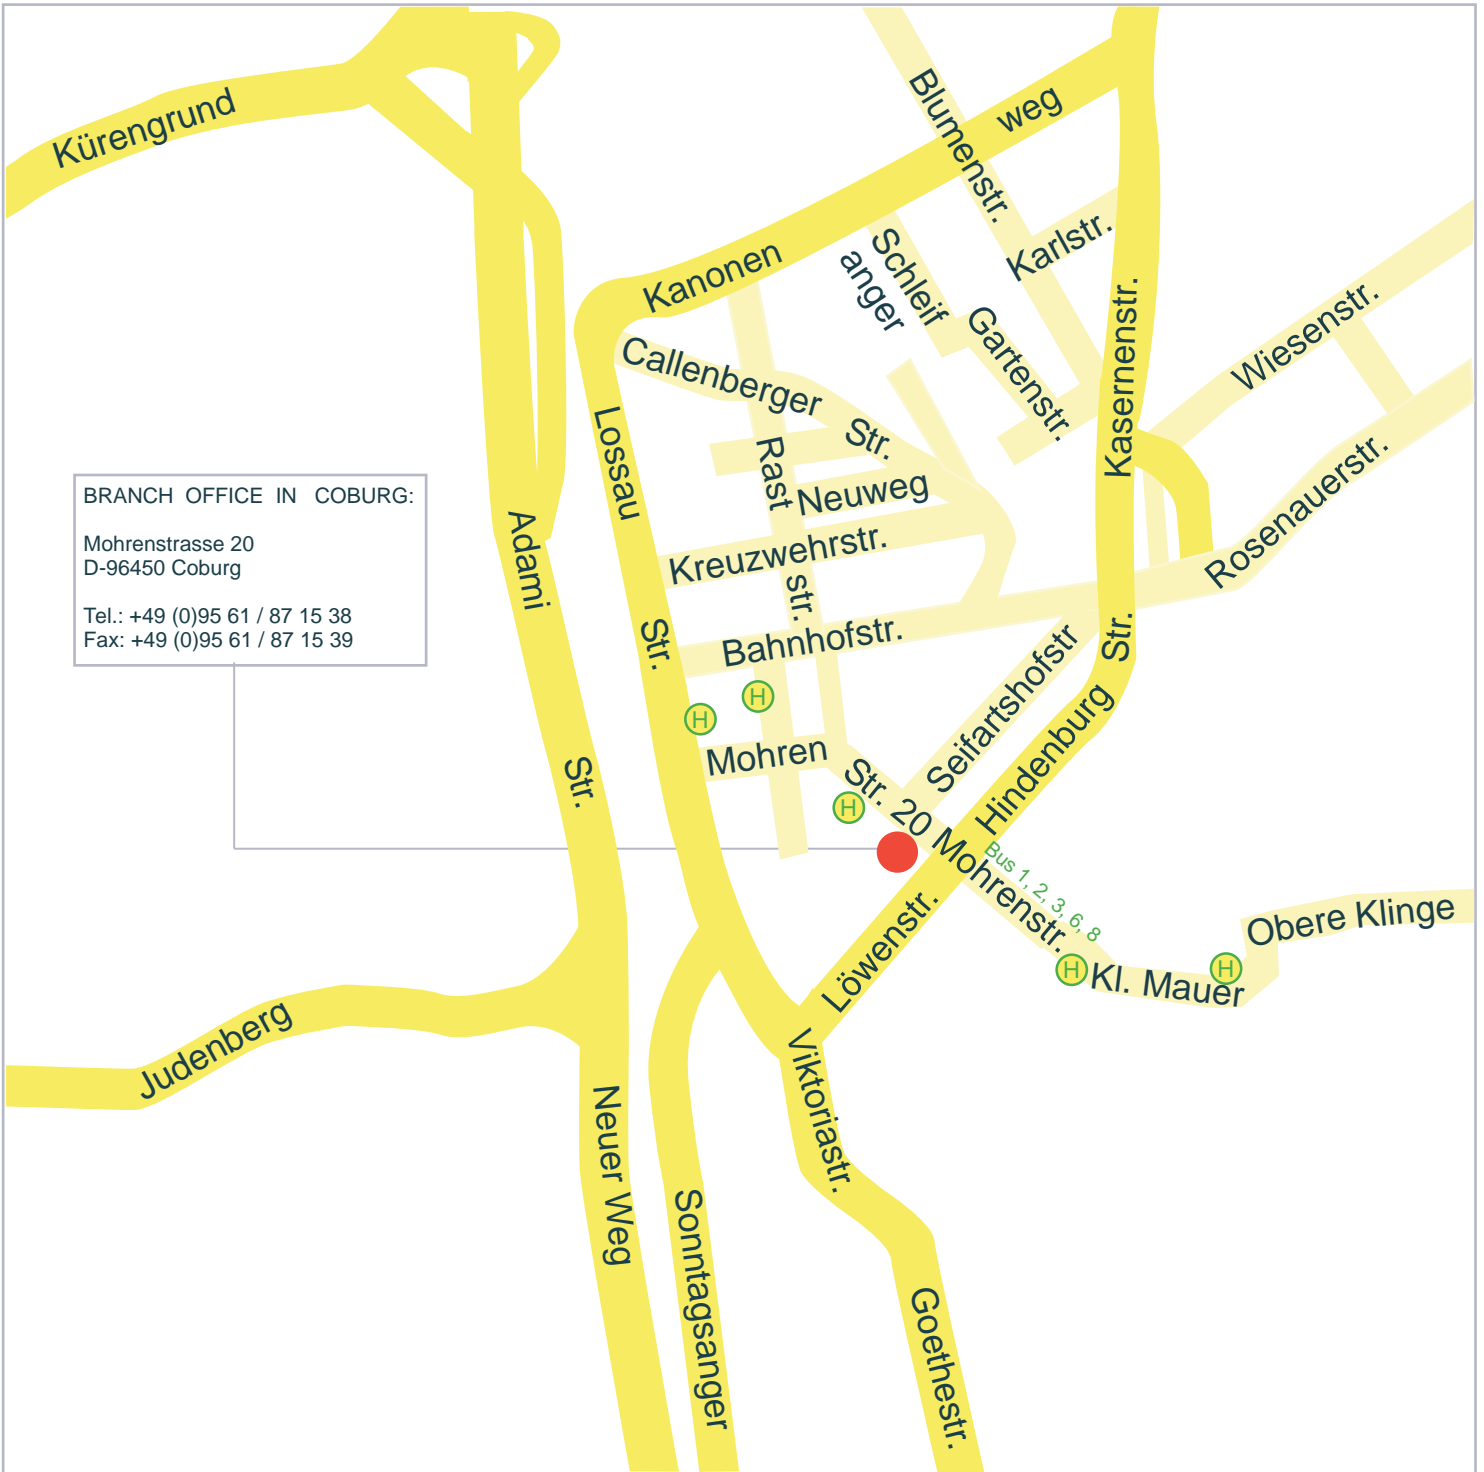 Kürengrund
Blumenstr.
weg
Kanonen
Schleif
anger
Karlstr.
Gartenstr.
Kasernenstr.
Wiesenstr.
Callenberger
Str.
Lossau
Str.
Rast
str.
Neuweg
Kreuzwehrstr.
Bahnhofstr.
Rosenauerstr.
BRANCH OFFICE IN COBURG:
Mohrenstrasse 20
D-96450 Coburg
Tel.: +49 (0)95 61 / 87 15 38
Fax: +49 (0)95 61 / 87 15 39
Adami
Str.
Seifartshofstr
Hindenburg
Str.
H
H
Mohren
Str. 20
H
Mohrenstr.
Bus 1, 2, 3, 6, 8
Löwenstr.
H
Kl. Mauer
H
Obere Klinge
Judenberg
Viktoriastr.
Neuer Weg
Sonntagsanger
Goethestr.